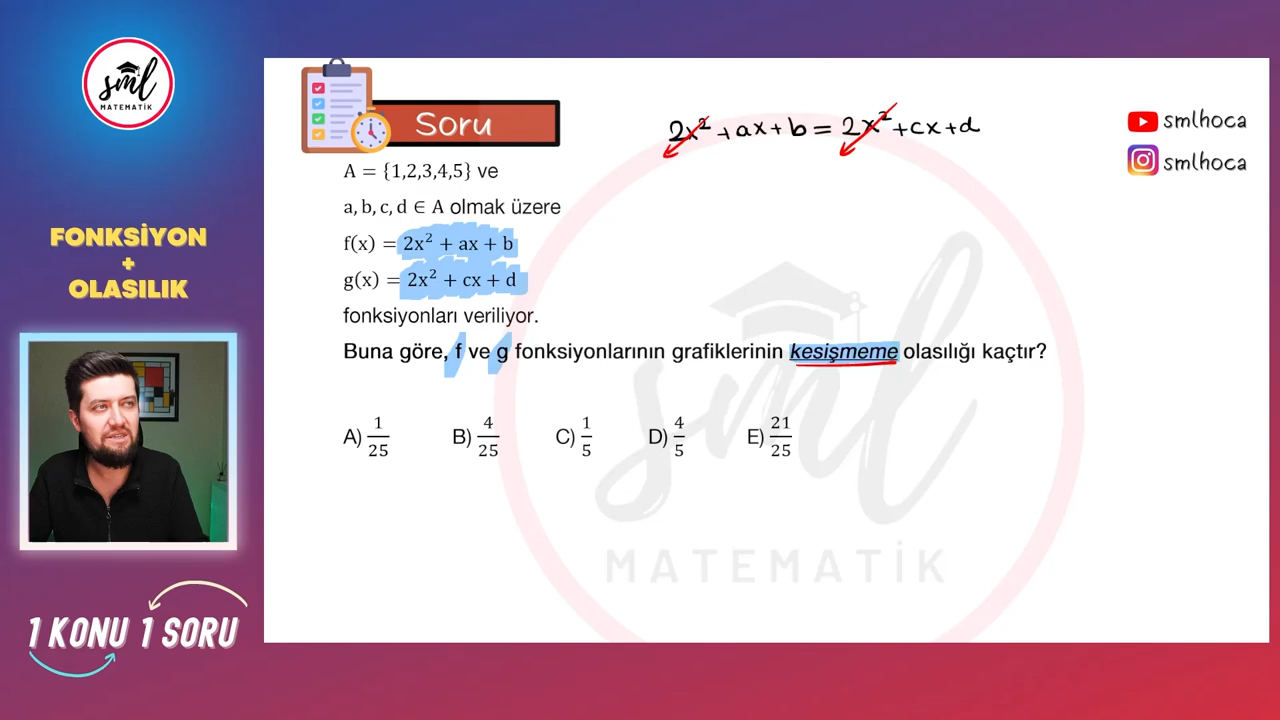 sml
MATEMATİK
Soru
2x² + ax + b = 2x² + cx + d
smlhoca
smlhoca
A = {1,2,3,4,5} ve
a, b, c, d ∈ A olmak üzere
f(x) = 2x² + ax + b
g(x) = 2x² + cx + d
fonksiyonları veriliyor.
Buna göre, f ve g fonksiyonlarının grafiklerinin kesişmeme olasılığı kaçtır?
A) 1/25 B) 4/25 C) 1/5 D) 4/5 E) 21/25
FONKSİYON
+
OLASILIK
sml
MATEMATİK
1 KONU 1 SORU